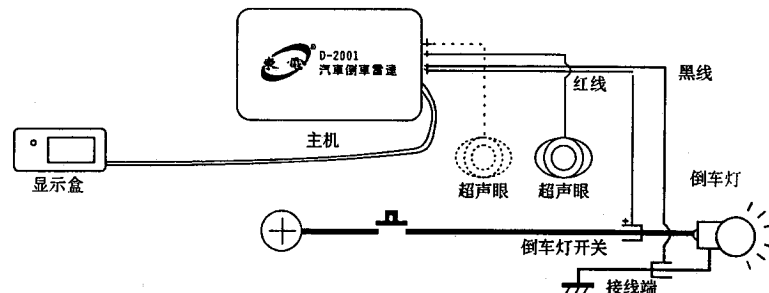 D-2001
汽車倒車雷達
红线
黑线
主机
显示盒
超声眼
超声眼
倒车灯
倒车灯开关
接线端